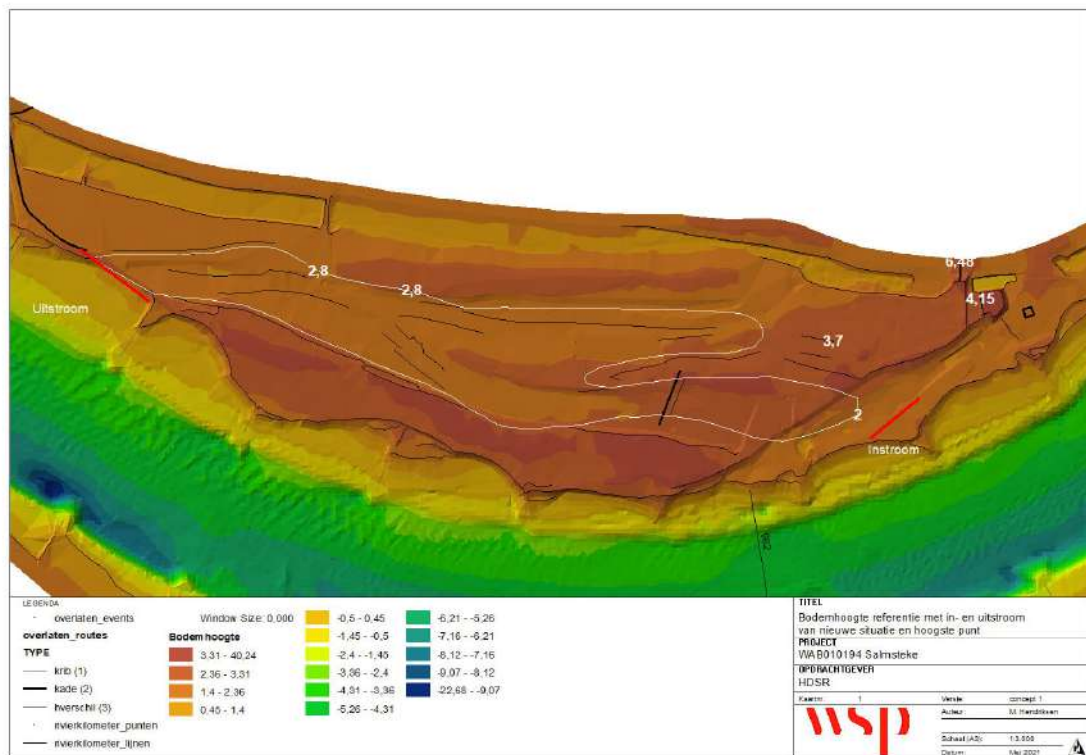 6,48
2,8
2,8
4,15
Uitstroom
3,7
2
Instroom
982
LEGENDA
overlaten_events
overlaten_routes
TYPE
krib (1)
kade (2)
hverschil (3)
rivierkilometer_punten
rivierkilometer_lijnen
Window Size: 0,000
Bodemhoogte
3,31 - 40,24
2,36 - 3,31
1,4 - 2,36
0,45 - 1,4
-0,5 - 0,45
-1,45 - -0,5
-2,4 - -1,45
-3,36 - -2,4
-4,31 - -3,36
-5,26 - -4,31
-6,21 - -5,26
-7,16 - -6,21
-8,12 - -7,16
-9,07 - -8,12
-22,68 - -9,07
TITEL
Bodemhoogte referentie met in- en uitstroom
van nieuwe situatie en hoogste punt
PROJECT
WAB010194 Salmsteke
OPDRACHTGEVER
HDSR
Kaartnr. 1
Versie: concept 1
Auteur: M. Hendriksen
wsp
Schaal (A3): 1:3.000
Datum: Mei 2021